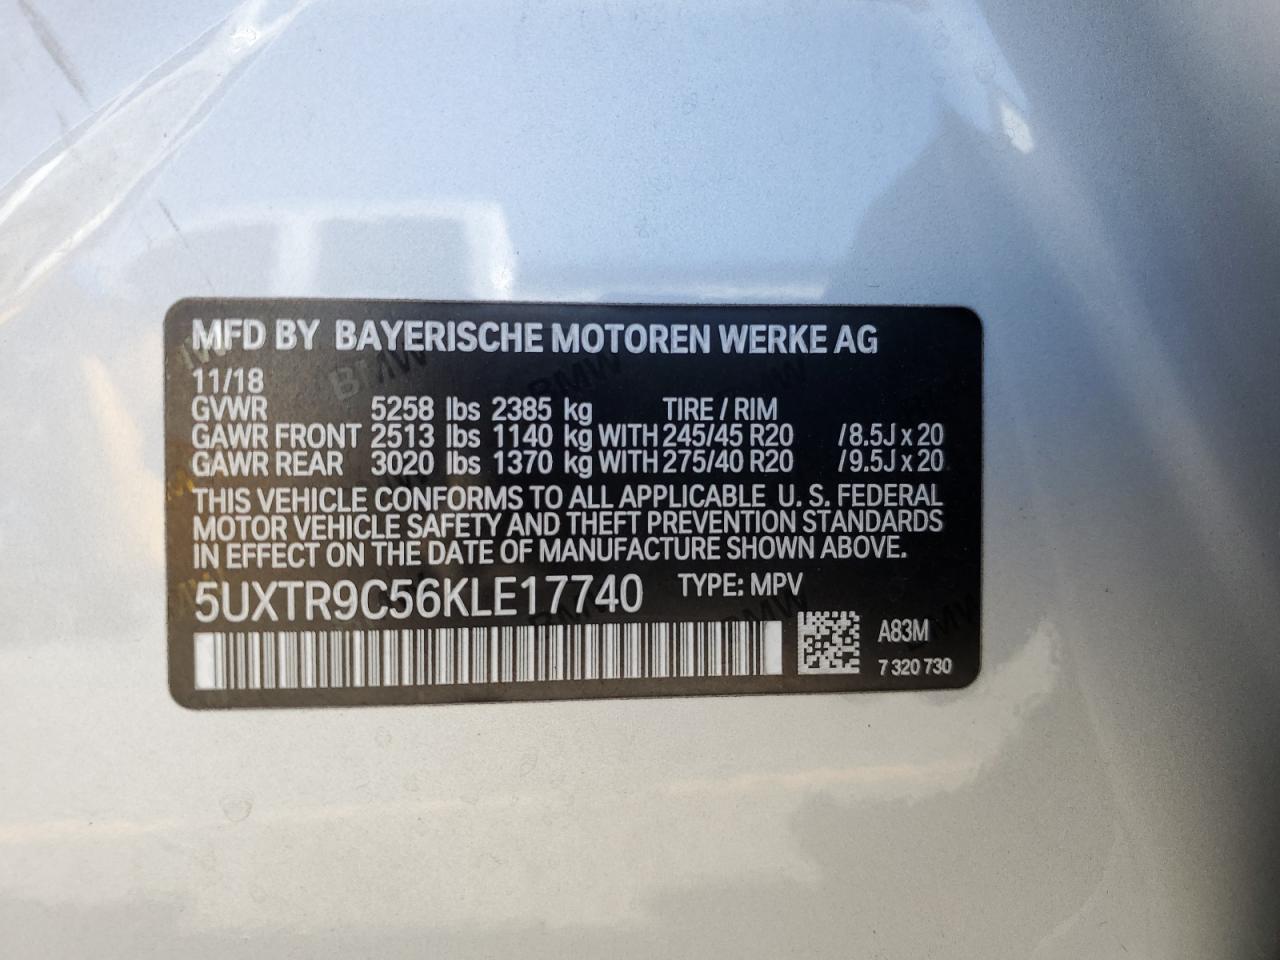 MFD BY BAYERISCHE MOTOREN WERKE AG
11/18
GVWR 5258 lbs 2385 kg TIRE / RIM
GAWR FRONT 2513 lbs 1140 kg WITH 245/45 R20 /8.5J x 20
GAWR REAR 3020 lbs 1370 kg WITH 275/40 R20 /9.5J x 20
THIS VEHICLE CONFORMS TO ALL APPLICABLE U. S. FEDERAL
MOTOR VEHICLE SAFETY AND THEFT PREVENTION STANDARDS
IN EFFECT ON THE DATE OF MANUFACTURE SHOWN ABOVE.
5UXTR9C56KLE17740 TYPE: MPV
A83M
7 320 730